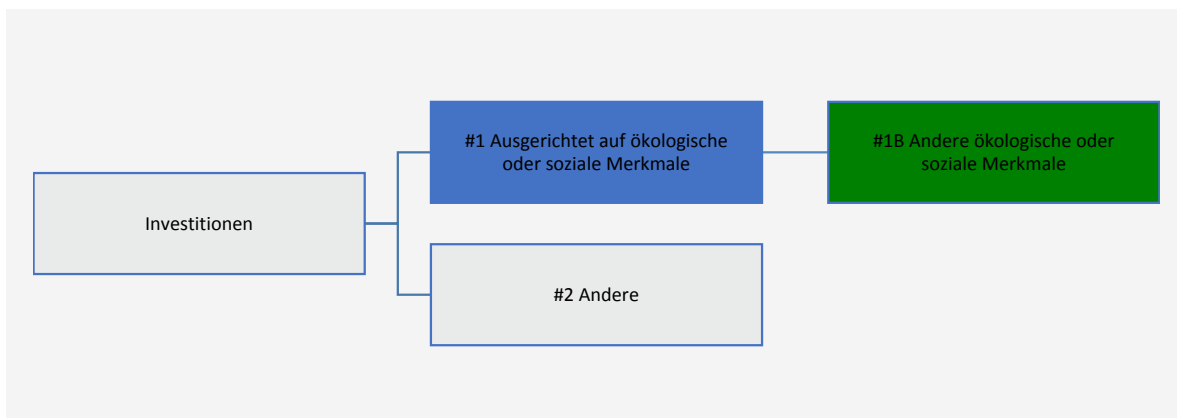 #1 Ausgerichtet auf ökologische
oder soziale Merkmale
#1B Andere ökologische oder
soziale Merkmale
Investitionen
#2 Andere